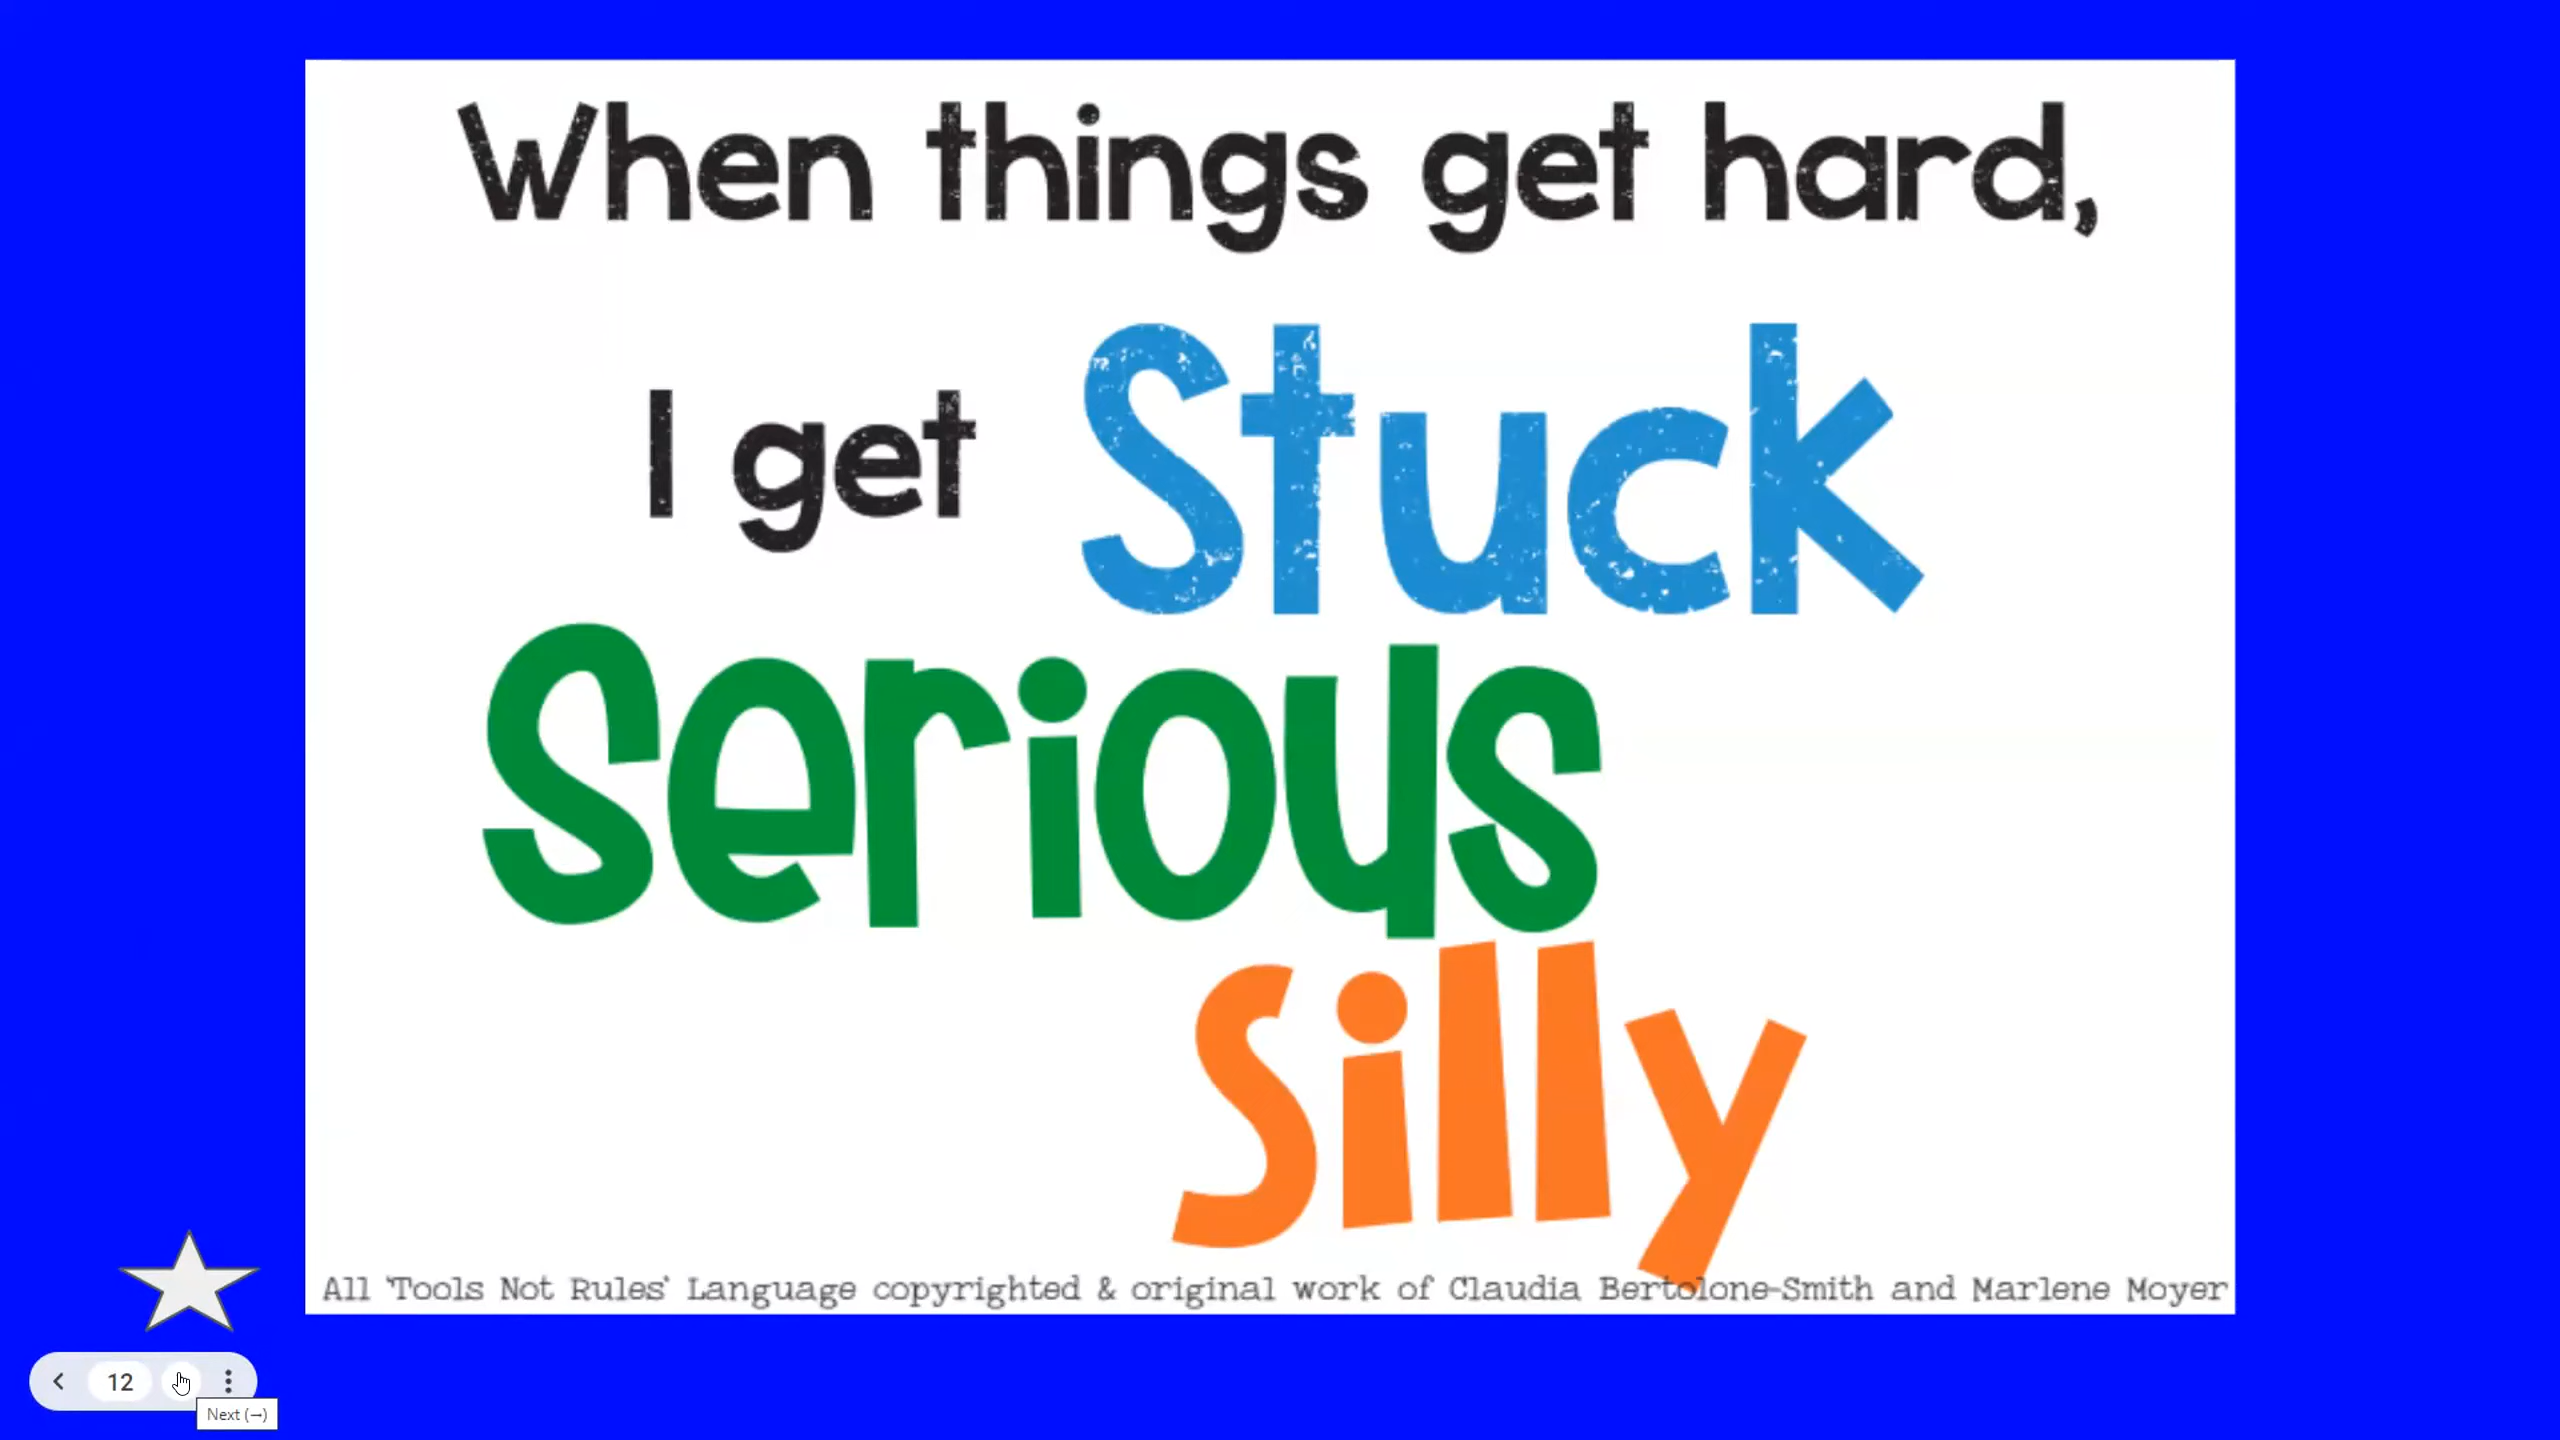 When things get hard,
I get Stuck
Serious
Silly
All 'Tools Not Rules' Language copyrighted & original work of Claudia Bertolone-Smith and Marlene Moyer
12
Next (→)